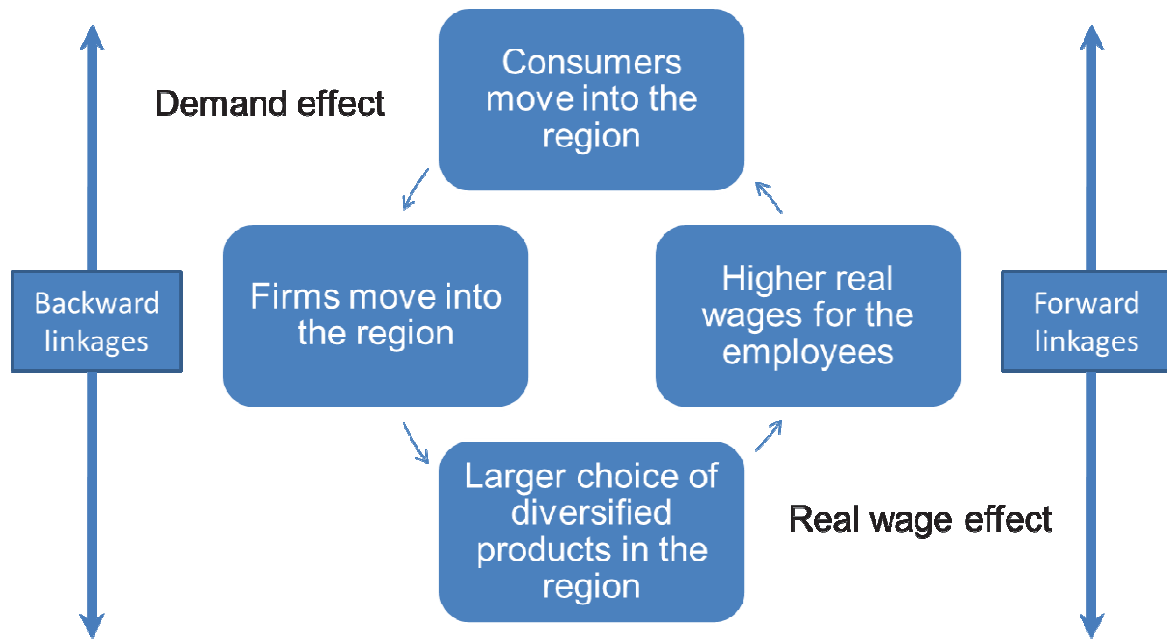 Consumers
move into the
region
Demand effect
Firms move into
the region
Higher real
wages for the
employees
Backward
linkages
Forward
linkages
Larger choice of
diversified
products in the
region
Real wage effect